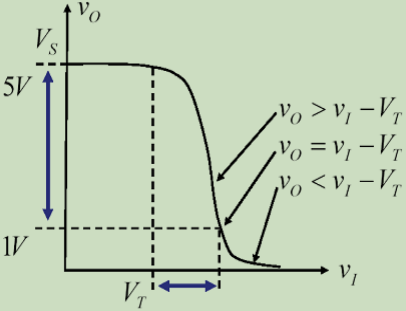 v_O
V_S
5V
v_O > v_I − V_T
v_O = v_I − V_T
v_O < v_I − V_T
1V
v_I
V_T